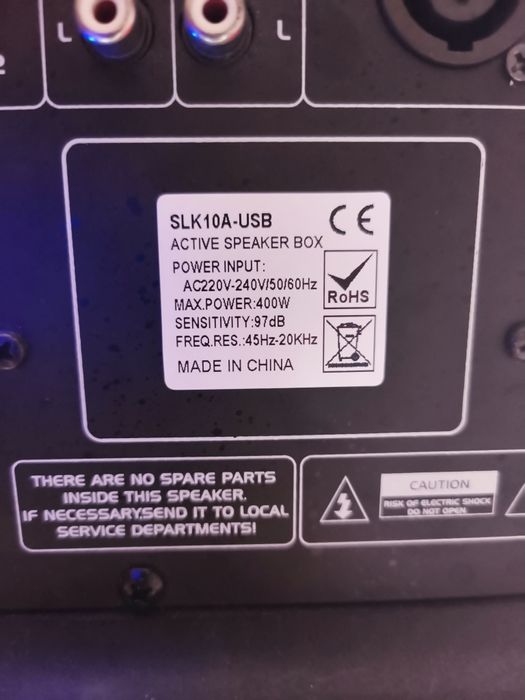 L
L
2
SLK10A-USB
CE
ACTIVE SPEAKER BOX
POWER INPUT:
AC220V-240V/50/60Hz
RoHS
MAX.POWER:400W
SENSITIVITY:97dB
FREQ.RES.:45Hz-20KHz
MADE IN CHINA
THERE ARE NO SPARE PARTS
INSIDE THIS SPEAKER.
IF NECESSARY,SEND IT TO LOCAL
SERVICE DEPARTMENTS!
CAUTION
RISK OF ELECTRIC SHOCK
DO NOT OPEN